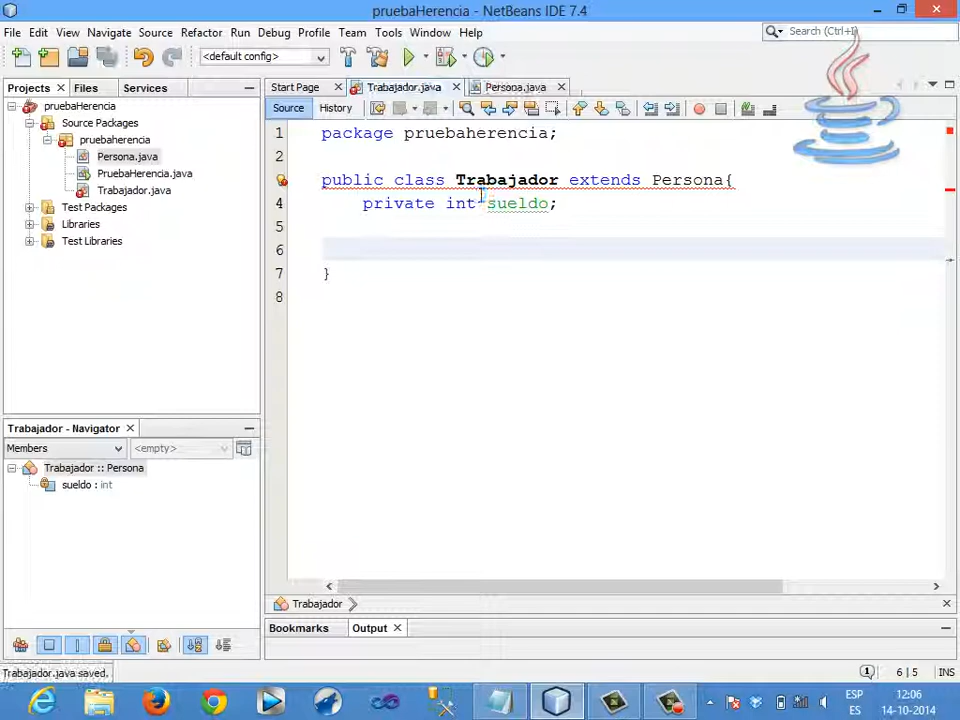 pruebaHerencia - NetBeans IDE 7.4
File Edit View Navigate Source Refactor Run Debug Profile Team Tools Window Help
Search (Ctrl+I)
<default config>
Projects Files Services
Start Page Trabajador.java Persona.java
Source History
pruebaHerencia
Source Packages
pruebaherencia
Persona.java
PruebaHerencia.java
Trabajador.java
Test Packages
Libraries
Test Libraries
1 package pruebaherencia;
2
3 public class Trabajador extends Persona{
4 private int sueldo;
5
6
7 }
8
Trabajador - Navigator
Members <empty>
Trabajador :: Persona
sueldo : int
Trabajador
Bookmarks Output
Trabajador.java saved.
1 6 | 5 INS
ESP
ES
12:06
14-10-2014